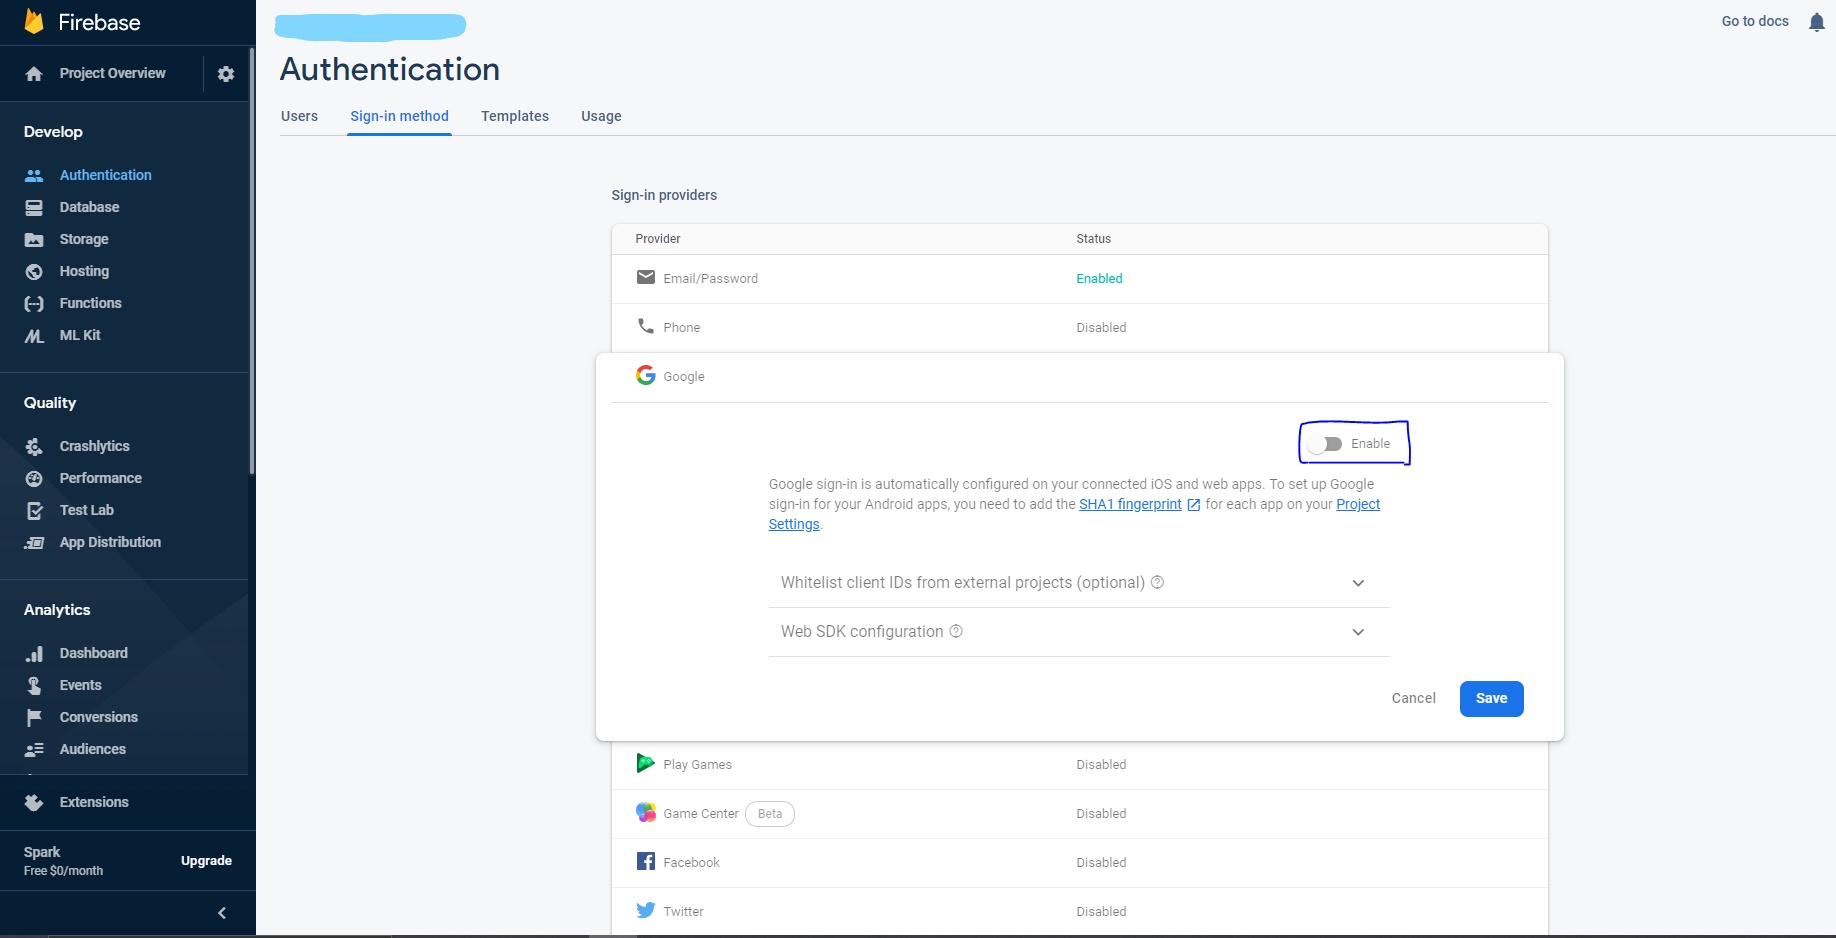 Firebase
Project Overview
Develop
Authentication
Database
Storage
Hosting
Functions
ML Kit
Quality
Crashlytics
Performance
Test Lab
App Distribution
Analytics
Dashboard
Events
Conversions
Audiences
Extensions
Spark
Free $0/month
Upgrade
Go to docs
Authentication
Users Sign-in method Templates Usage
Sign-in providers
Provider Status
Email/Password Enabled
Phone Disabled
Google
Enable
Google sign-in is automatically configured on your connected iOS and web apps. To set up Google
sign-in for your Android apps, you need to add the SHA1 fingerprint for each app on your Project
Settings.
Whitelist client IDs from external projects (optional)
Web SDK configuration
Cancel Save
Play Games Disabled
Game Center Beta Disabled
Facebook Disabled
Twitter Disabled